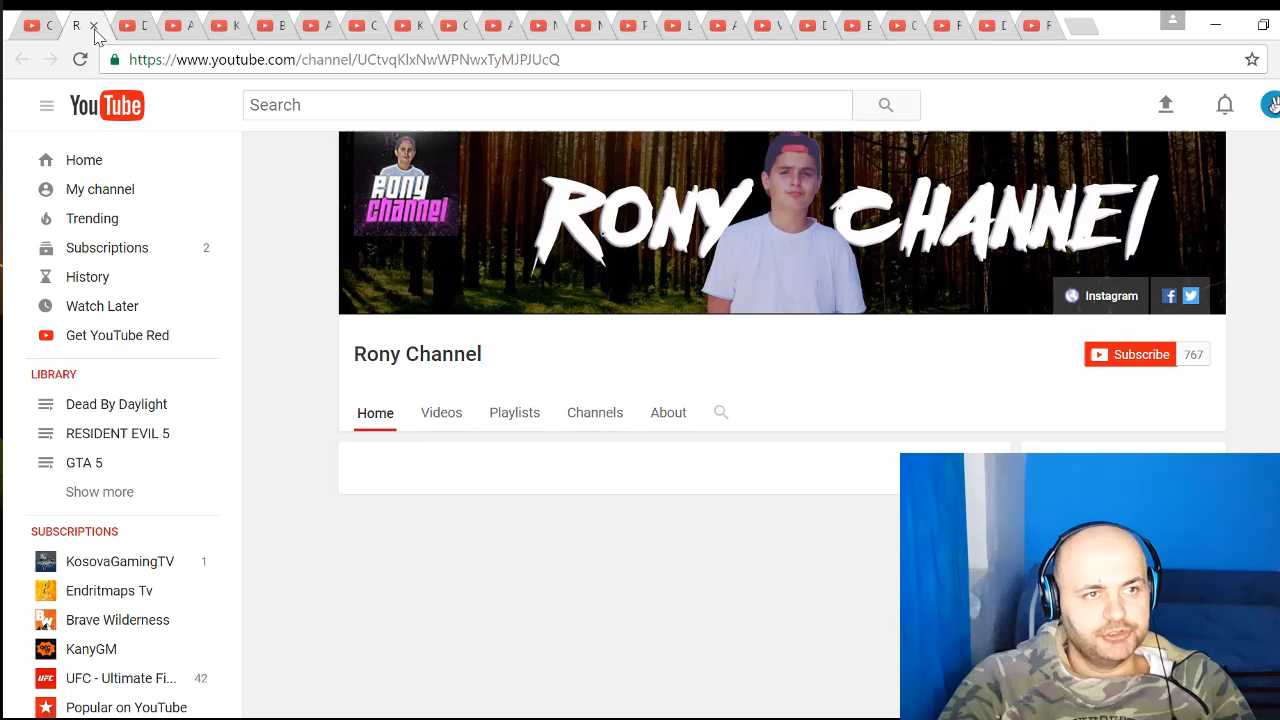 C
R
D
A
K
B
A
C
K
C
A
N
N
F
L
A
V
D
E
C
F
D
F
https://www.youtube.com/channel/UCtvqKlxNwWPNwxTyMJPJUcQ
YouTube
Search
Home
My channel
Trending
Subscriptions 2
History
Watch Later
Get YouTube Red
LIBRARY
Dead By Daylight
RESIDENT EVIL 5
GTA 5
Show more
SUBSCRIPTIONS
KosovaGamingTV 1
Endritmaps Tv
Brave Wilderness
KanyGM
UFC - Ultimate Fi... 42
Popular on YouTube
RONY
CHANNEL
RONY CHANNEL
Instagram
Rony Channel
Subscribe 767
Home Videos Playlists Channels About